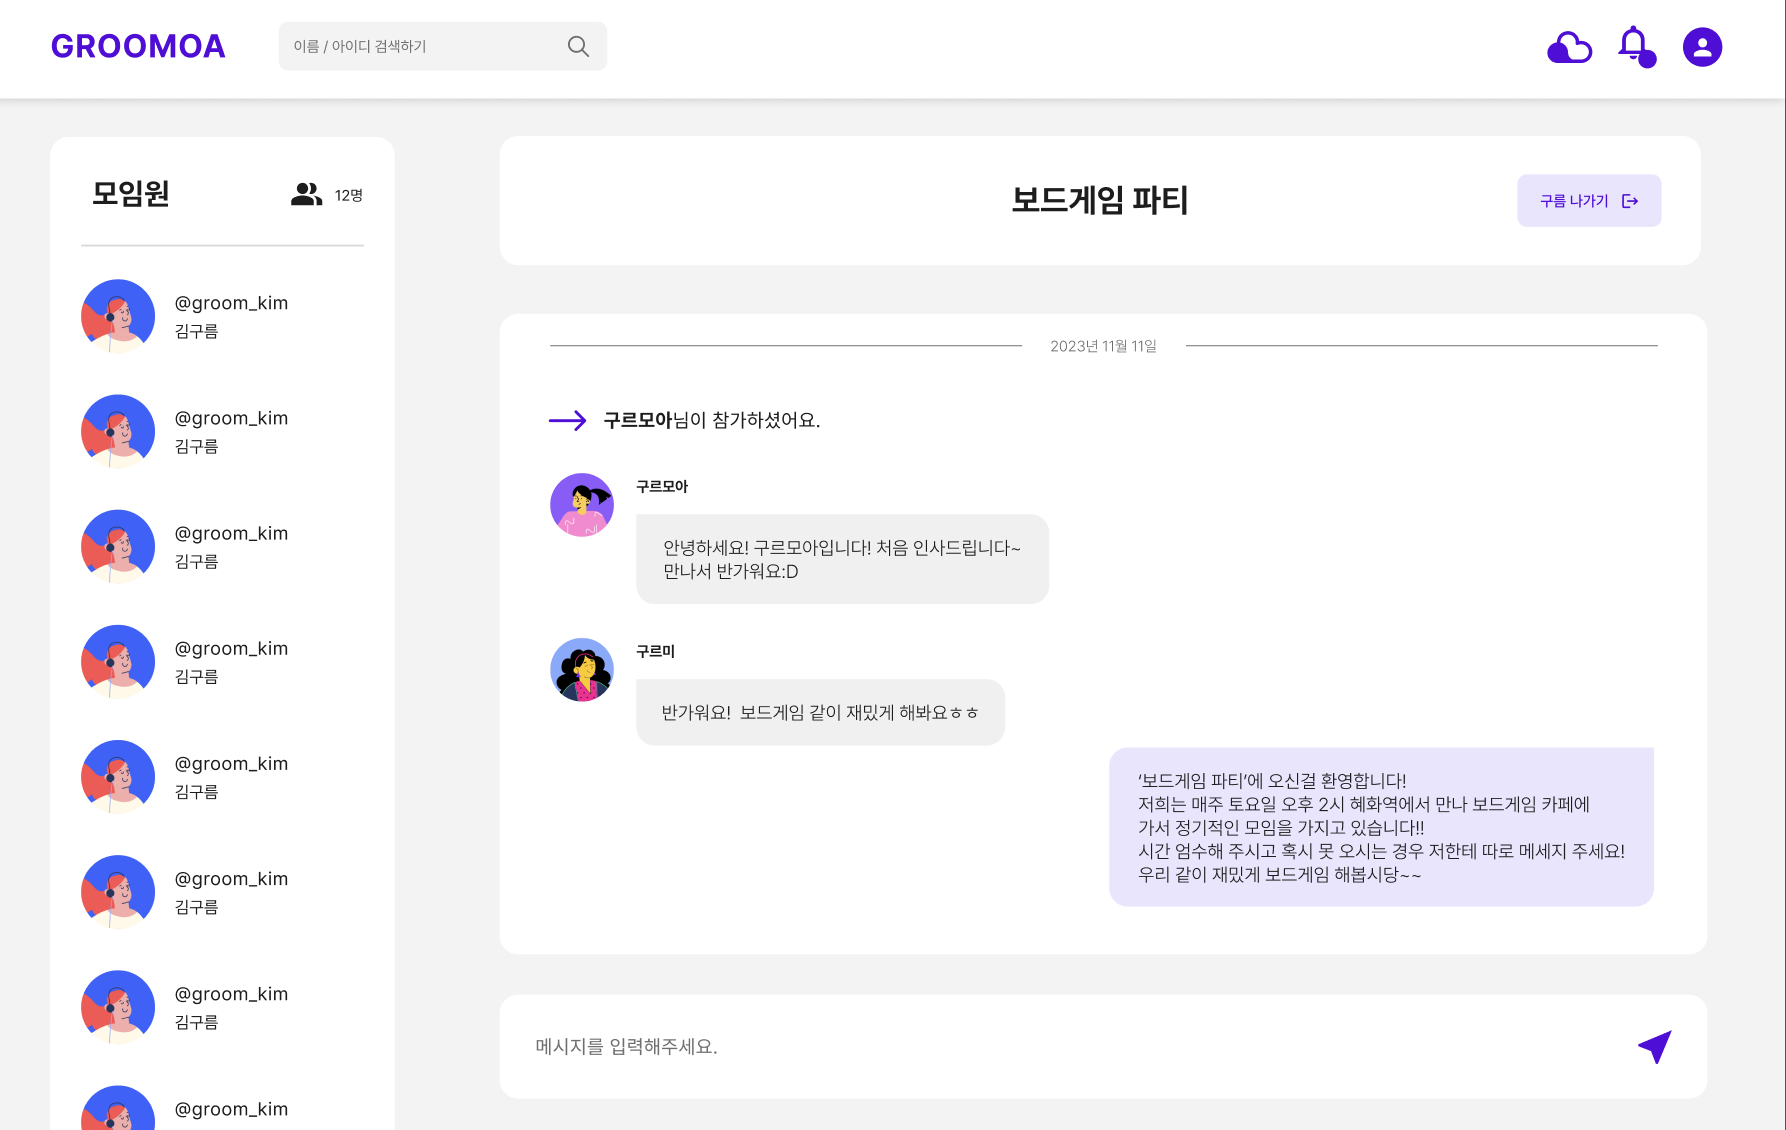 GROOMOA
이름 / 아이디 검색하기
모임원
12명
@groom_kim
김구름
@groom_kim
김구름
@groom_kim
김구름
@groom_kim
김구름
@groom_kim
김구름
@groom_kim
김구름
@groom_kim
김구름
@groom_kim
보드게임 파티
구름 나가기
2023년 11월 11일
구르모아님이 참가하셨어요.
구르모아
안녕하세요! 구르모아입니다! 처음 인사드립니다~
만나서 반가워요:D
구르미
반가워요! 보드게임 같이 재밌게 해봐요ㅎㅎ
‘보드게임 파티’에 오신걸 환영합니다!
저희는 매주 토요일 오후 2시 혜화역에서 만나 보드게임 카페에
가서 정기적인 모임을 가지고 있습니다!!
시간 엄수해 주시고 혹시 못 오시는 경우 저한테 따로 메세지 주세요!
우리 같이 재밌게 보드게임 해봅시당~~
메시지를 입력해주세요.